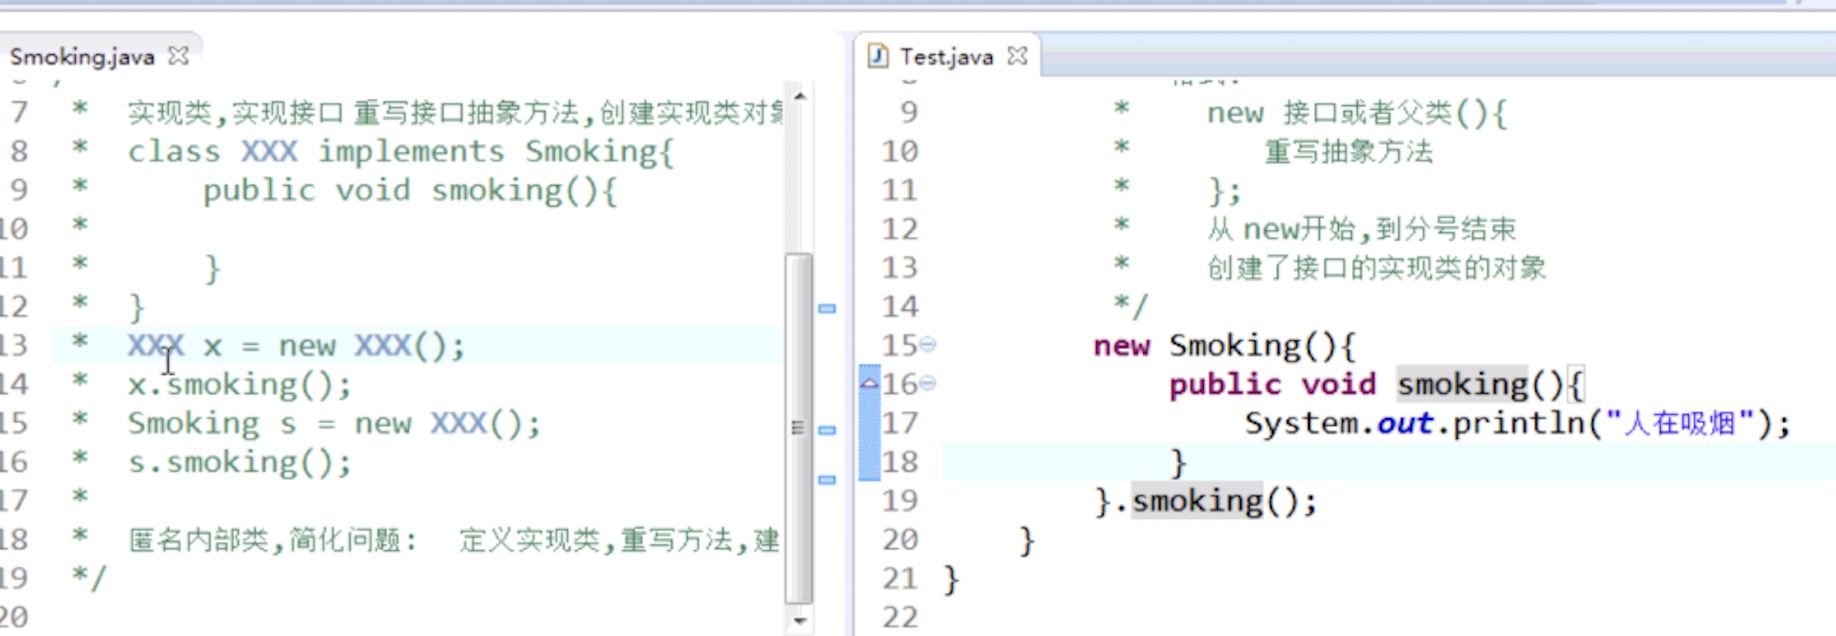 Smoking.java
7 * 实现类,实现接口 重写接口抽象方法,创建实现类对象
8 * class XXX implements Smoking{
9 * public void smoking(){
10 *
11 * }
12 * }
13 * XXX x = new XXX();
14 * x.smoking();
15 * Smoking s = new XXX();
16 * s.smoking();
17 *
18 * 匿名内部类,简化问题: 定义实现类,重写方法,建
19 */
20
Test.java
9 * new 接口或者父类(){
10 * 重写抽象方法
11 * };
12 * 从new开始,到分号结束
13 * 创建了接口的实现类的对象
14 */
15 new Smoking(){
16 public void smoking(){
17 System.out.println("人在吸烟");
18 }
19 }.smoking();
20 }
21 }
22